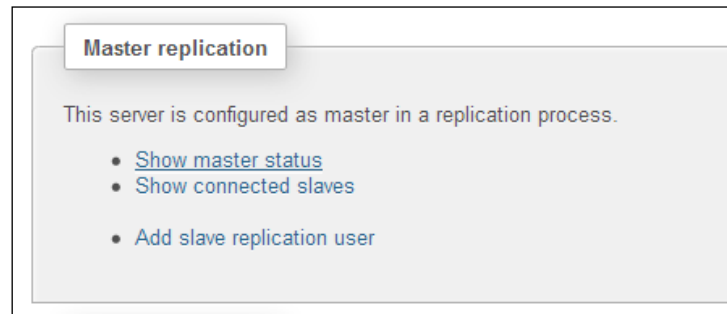 Master replication
This server is configured as master in a replication process.
Show master status
Show connected slaves
Add slave replication user